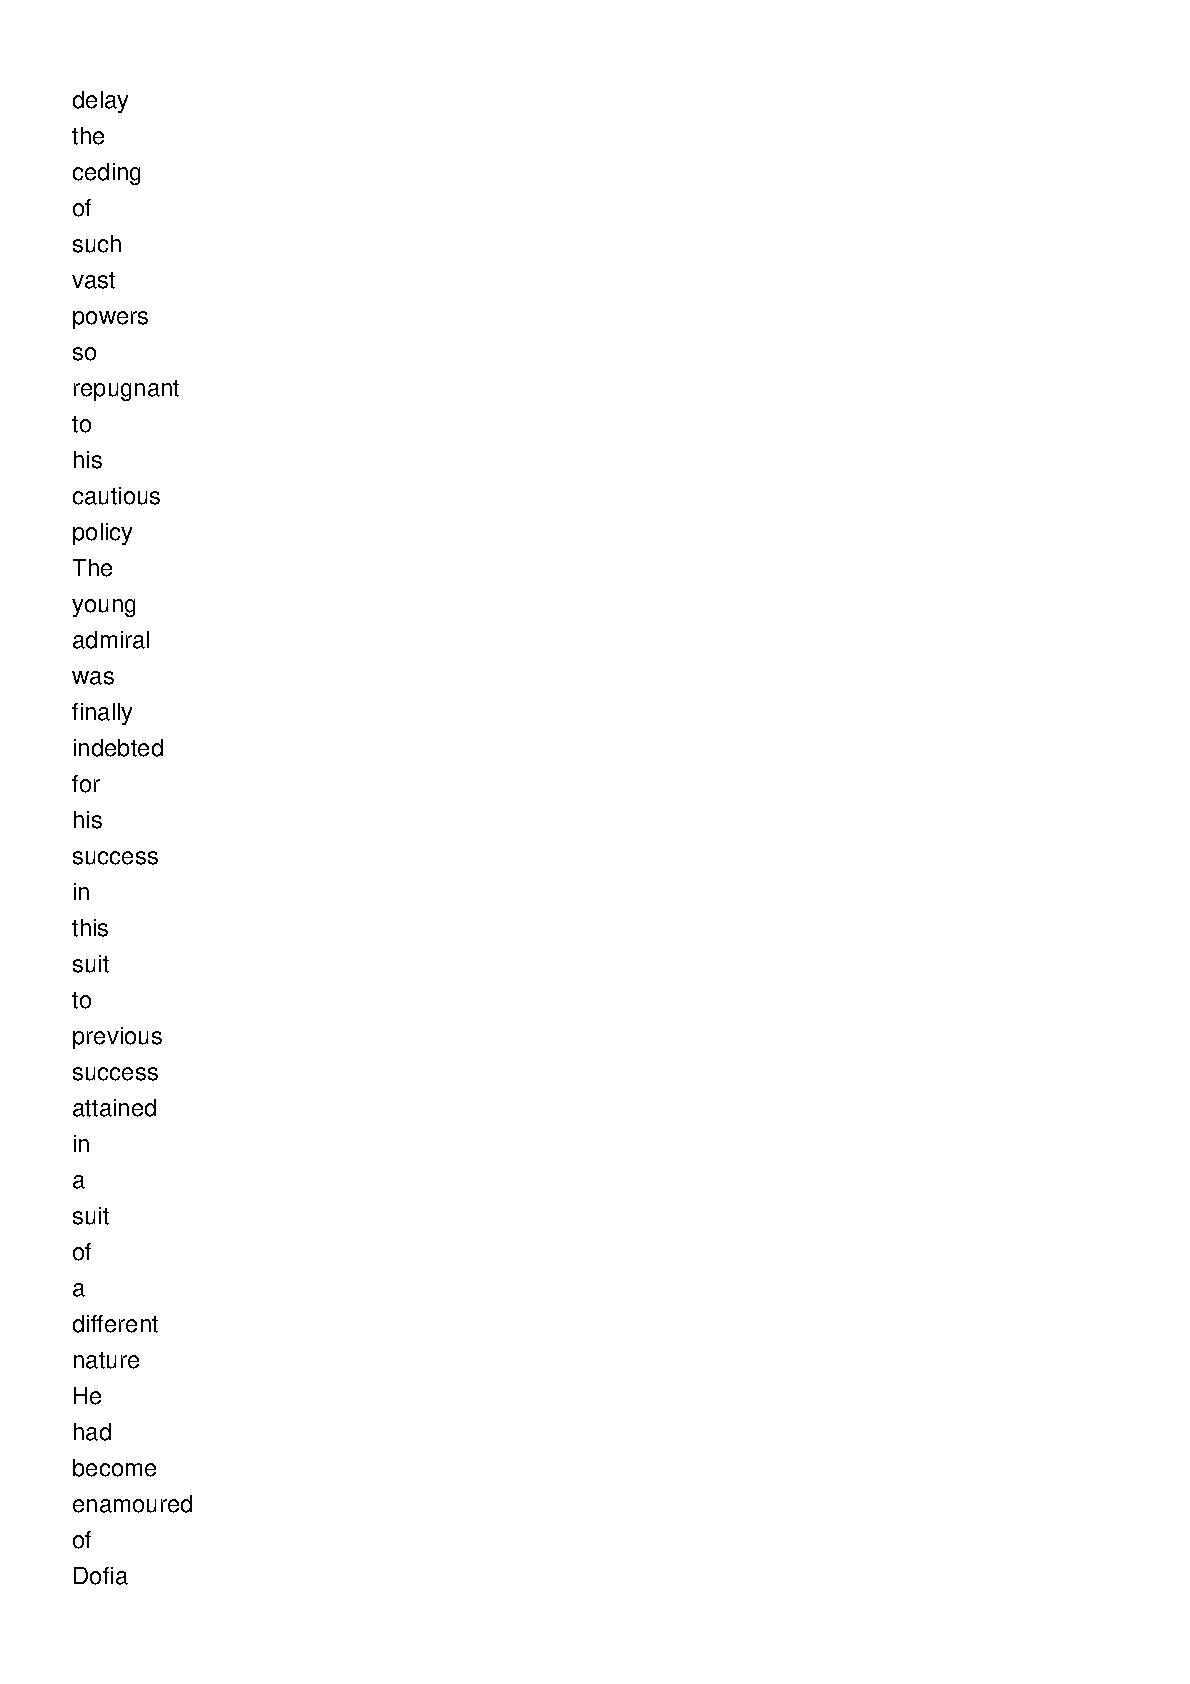 delay
the
ceding
of
such
vast
powers
so
repugnant
to
his
cautious
policy
The
young
admiral
was
finally
indebted
for
his
success
in
this
suit
to
previous
success
attained
in
a
suit
of
a
different
nature
He
had
become
enamoured
of
Dofia